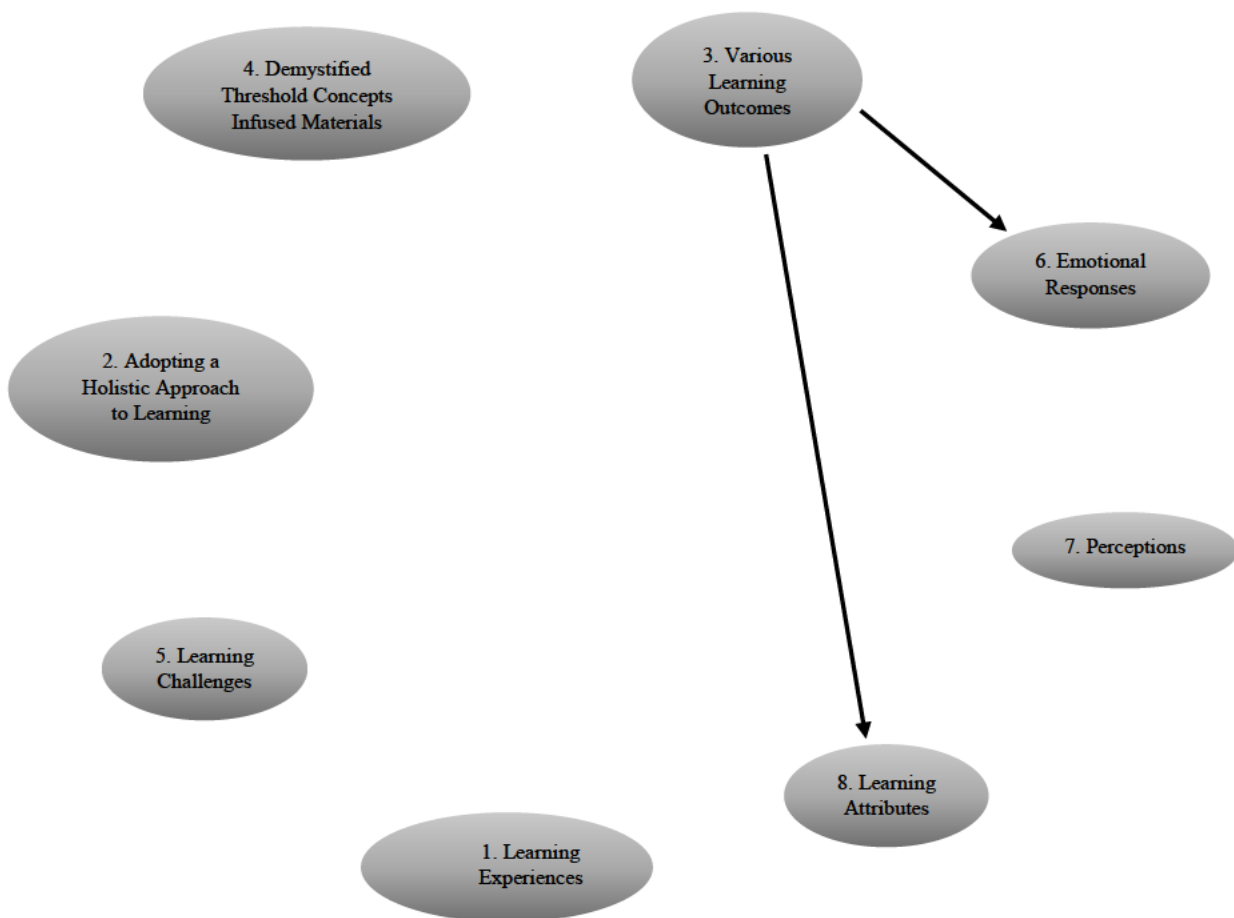 4. Demystified
Threshold Concepts
Infused Materials
3. Various
Learning
Outcomes
6. Emotional
Responses
2. Adopting a
Holistic Approach
to Learning
7. Perceptions
5. Learning
Challenges
8. Learning
Attributes
1. Learning
Experiences